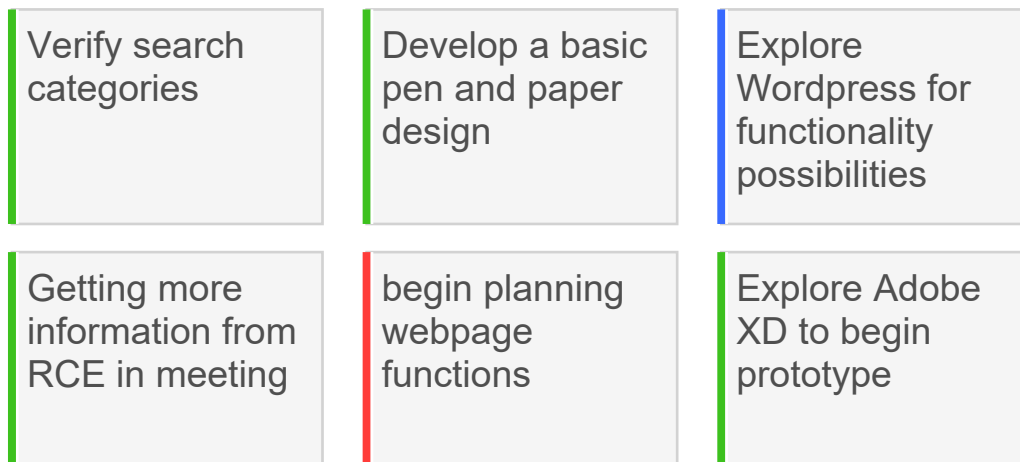 Verify search
categories
Develop a basic
pen and paper
design
Explore
Wordpress for
functionality
possibilities
Getting more
information from
RCE in meeting
begin planning
webpage
functions
Explore Adobe
XD to begin
prototype